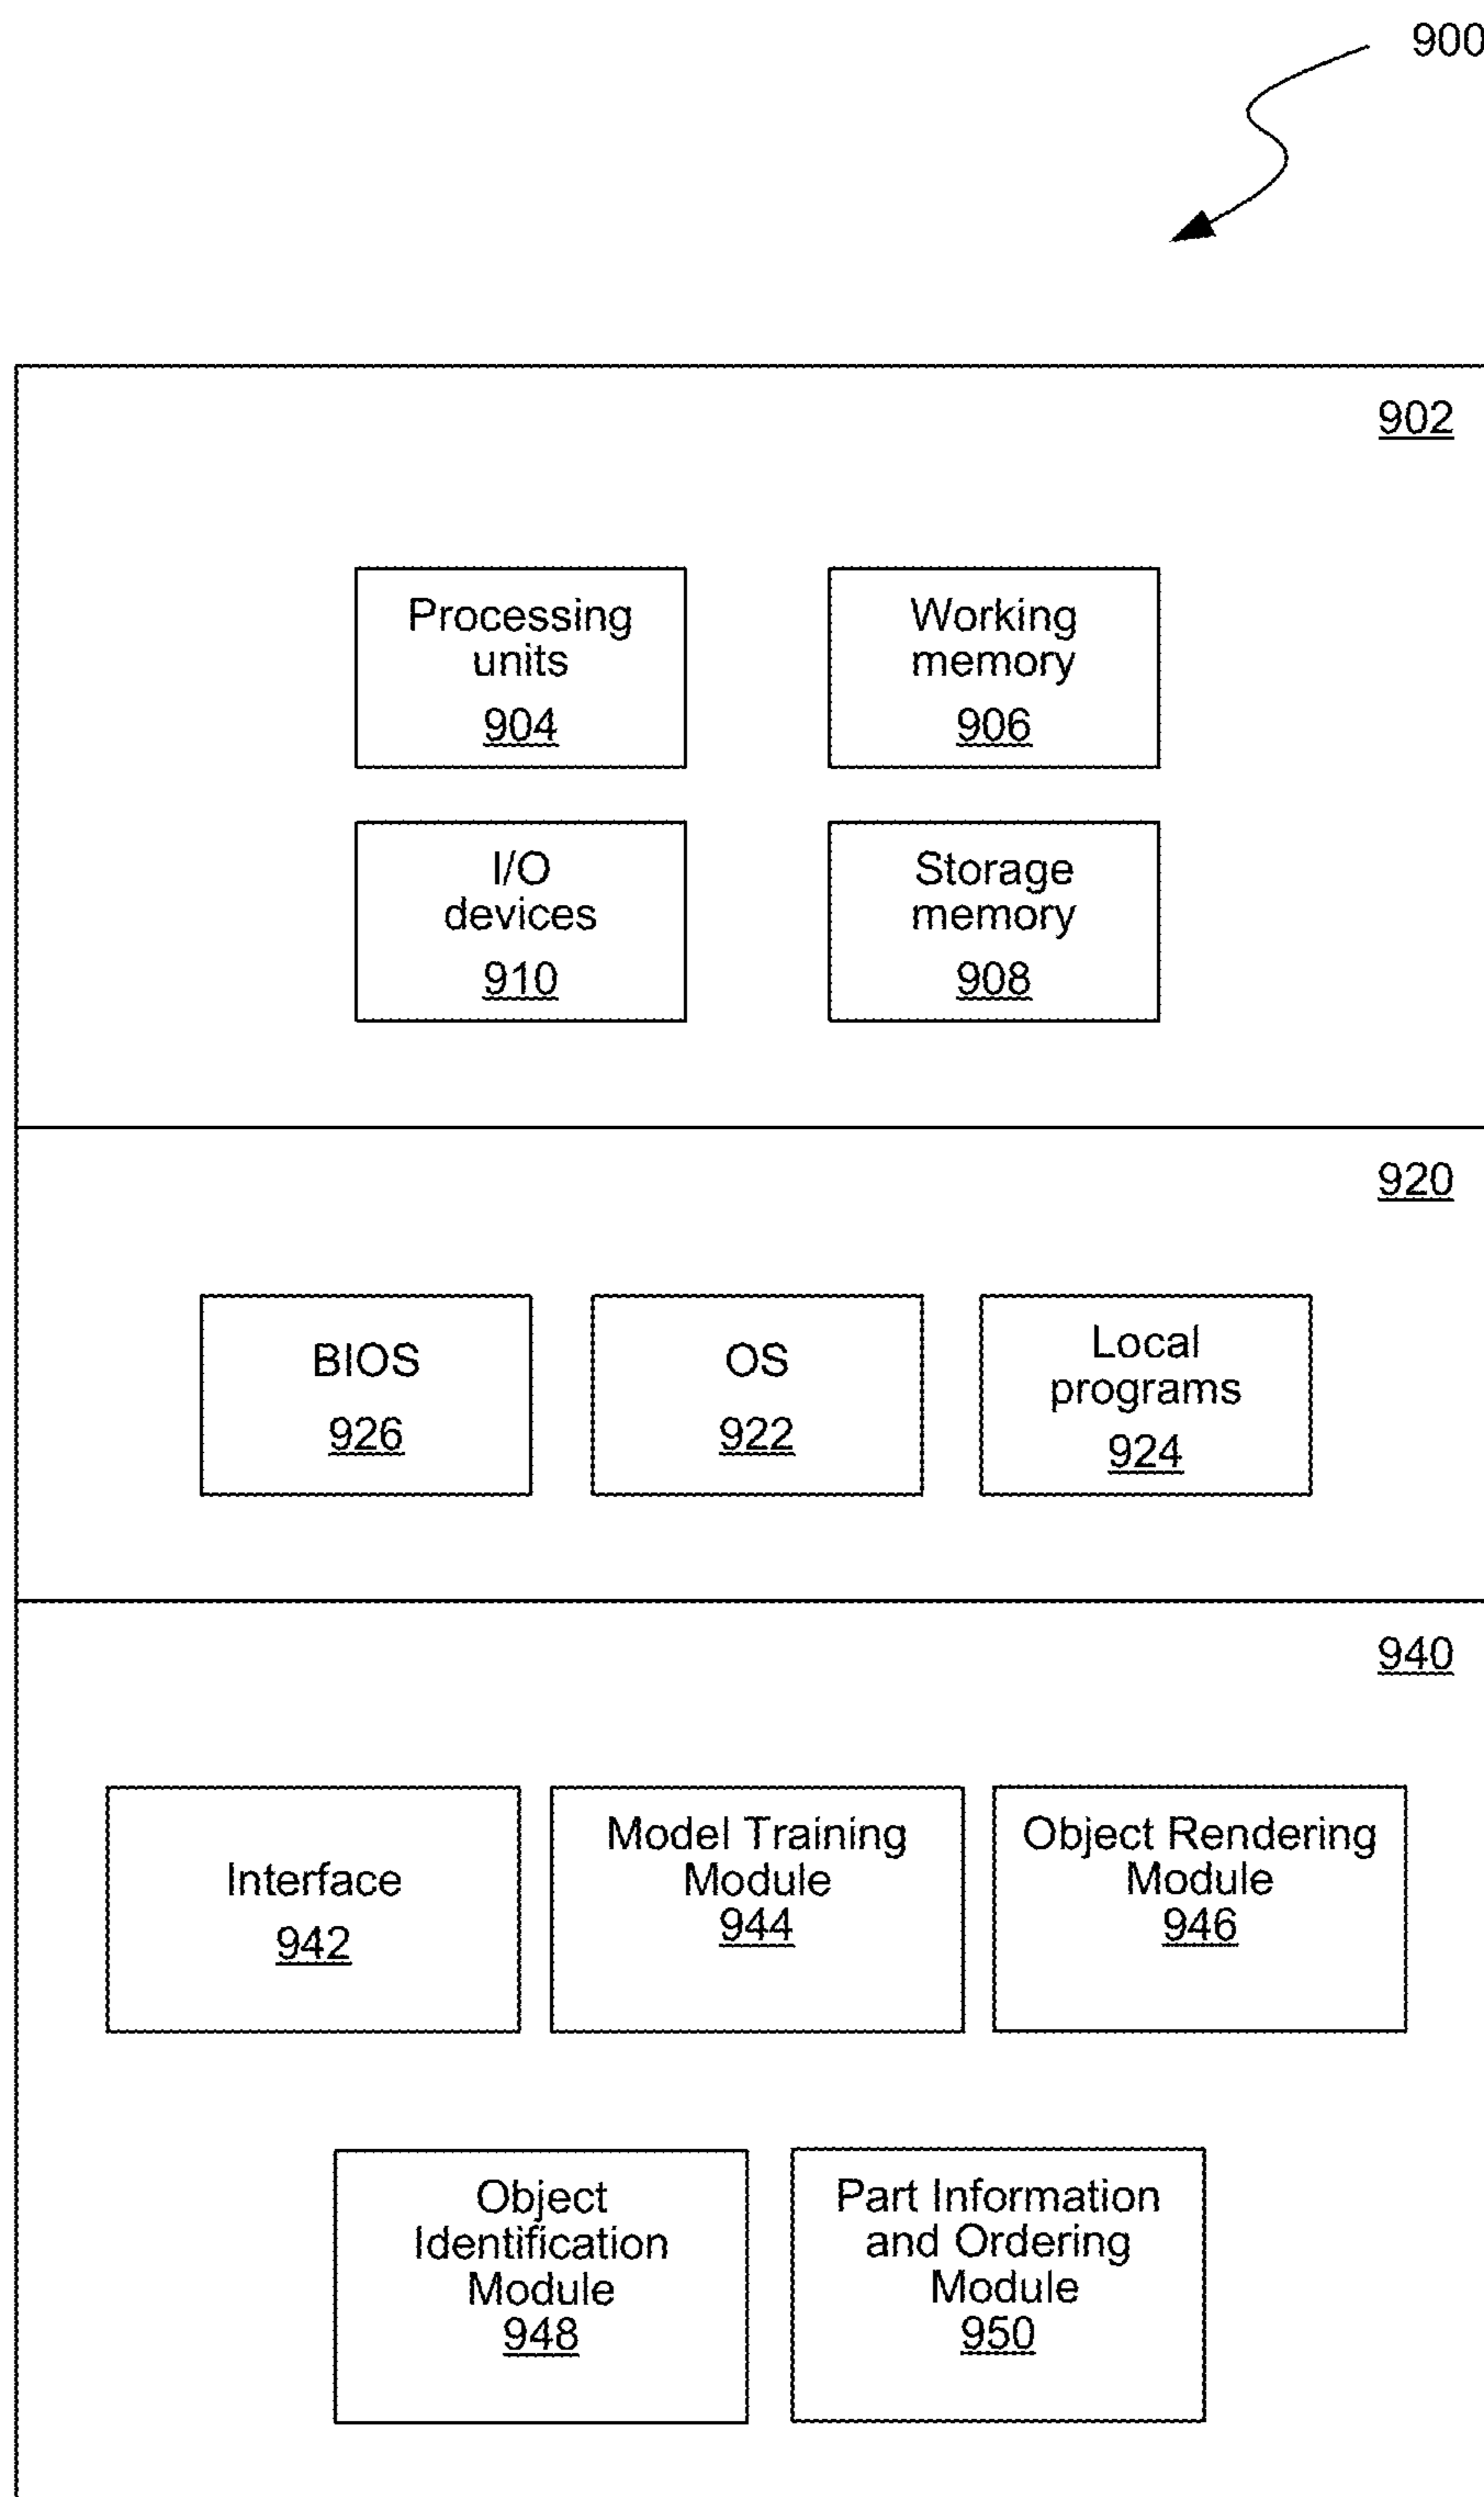 900
902
Processing
units
904
Working
memory
906
I/O
devices
910
Storage
memory
908
920
BIOS
926
OS
922
Local
programs
924
940
Interface
942
Model Training
Module
944
Object Rendering
Module
946
Object
Identification
Module
948
Part Information
and Ordering
Module
950